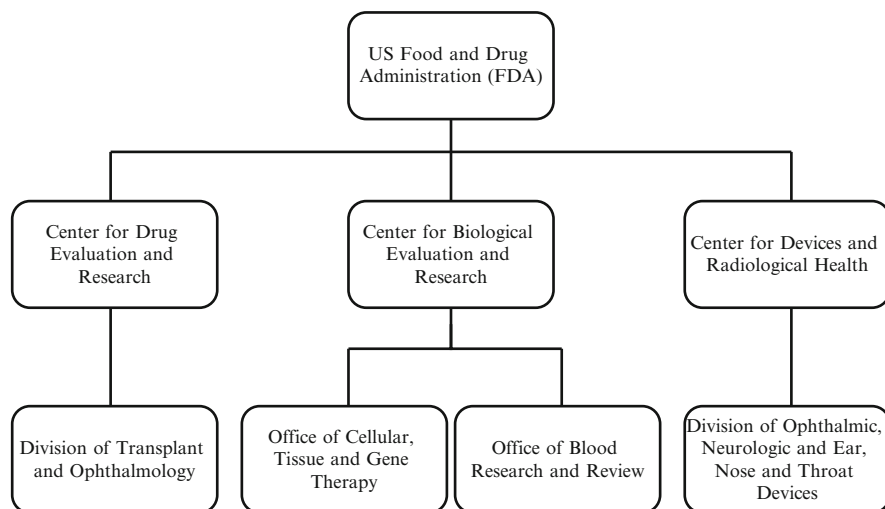 US Food and Drug
Administration (FDA)
Center for Drug
Evaluation and
Research
Center for Biological
Evaluation and
Research
Center for Devices and
Radiological Health
Division of Transplant
and Ophthalmology
Office of Cellular,
Tissue and Gene
Therapy
Office of Blood
Research and Review
Division of Ophthalmic,
Neurologic and Ear,
Nose and Throat
Devices